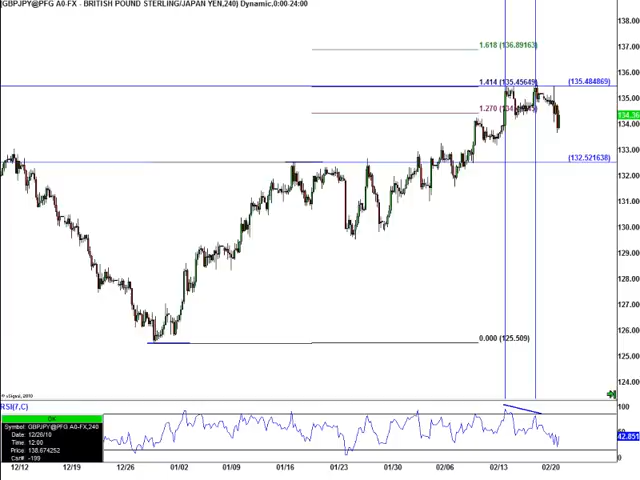 [GBPJPY@PFG A0-FX - BRITISH POUND STERLING/JAPAN YEN,240) Dynamic,0:00-24:00
138.00
1.618 (136.89163)
137.00
136.00
1.414 (135.45649)
(135.484869)
135.00
1.270
134.36
134.00
133.00
(132.521638)
132.00
131.00
130.00
129.00
128.00
127.00
126.00
0.000 (125.509)
125.00
124.00
© eSignal, 2010
RSI(7,C)
100
42.851
0
Symbol: GBPJPY@PFG A0-FX,240
Date: 12/26/10
Time: 12:00
Price: 138.674252
Csr#: -199
12/12 12/19 12/26 01/02 01/09 01/16 01/23 01/30 02/06 02/13 02/20